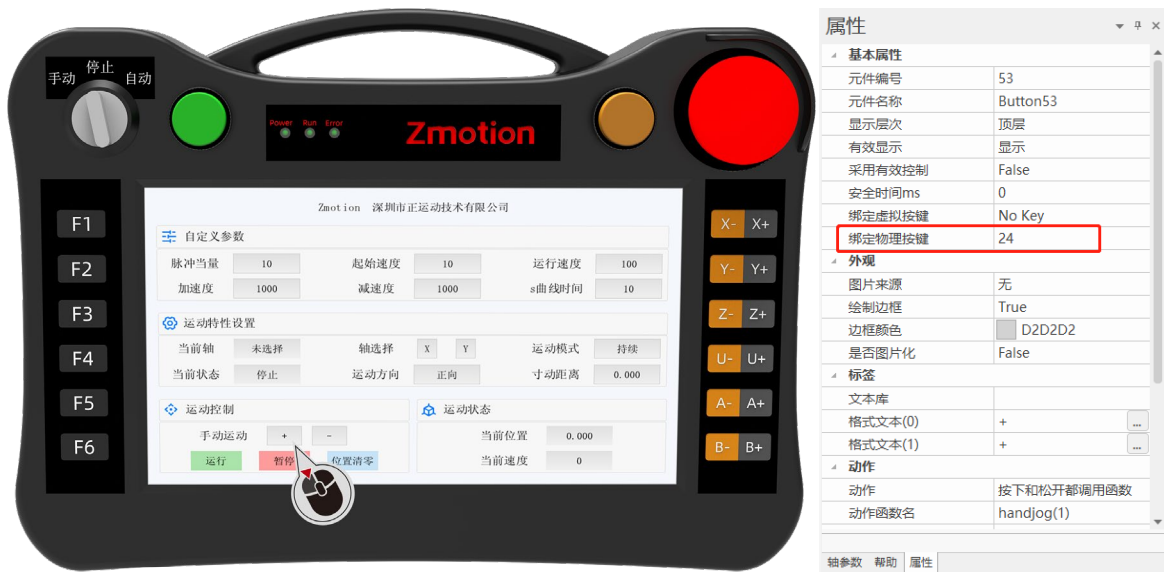 手动
停止
自动
Power
Run
Error
Zmotion
F1
F2
F3
F4
F5
F6
Zmotion 深圳市正运动技术有限公司
自定义参数
脉冲当量 10 起始速度 10 运行速度 100
加速度 1000 减速度 1000 s曲线时间 10
运动特性设置
当前轴 未选择 轴选择 X Y 运动模式 持续
当前状态 停止 运动方向 正向 寸动距离 0.000
运动控制
手动运动 + -
运行 暂停 位置清零
运动状态
当前位置 0.000
当前速度 0
X- X+
Y- Y+
Z- Z+
U- U+
A- A+
B- B+
属性
基本属性
元件编号 53
元件名称 Button53
显示层次 顶层
有效显示 显示
采用有效控制 False
安全时间ms 0
绑定虚拟按键 No Key
绑定物理按键 24
外观
图片来源 无
绘制边框 True
边框颜色 D2D2D2
是否图片化 False
标签
文本库
格式文本(0) + ...
格式文本(1) + ...
动作
动作 按下和松开都调用函数
动作函数名 handjog(1)
轴参数 帮助 属性